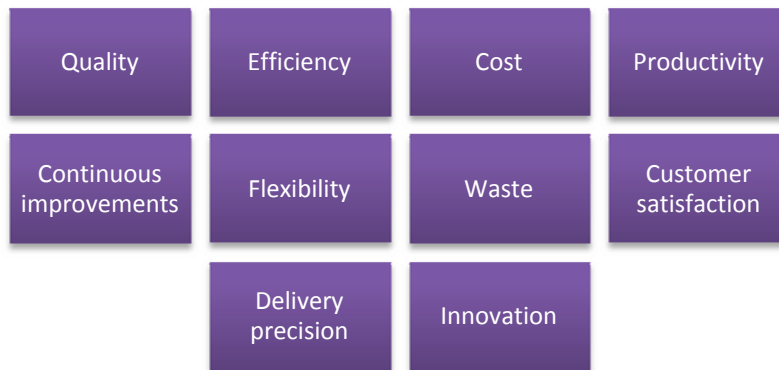 Quality
Efficiency
Cost
Productivity
Continuous
improvements
Flexibility
Waste
Customer
satisfaction
Delivery
precision
Innovation